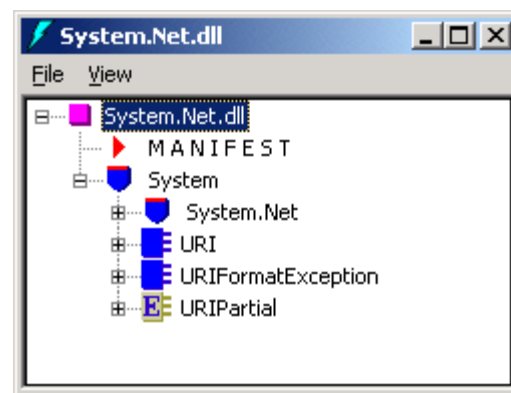 System.Net.dll
File View
System.Net.dll
MANIFEST
System
System.Net
URI
URIFormatException
E URIPartial